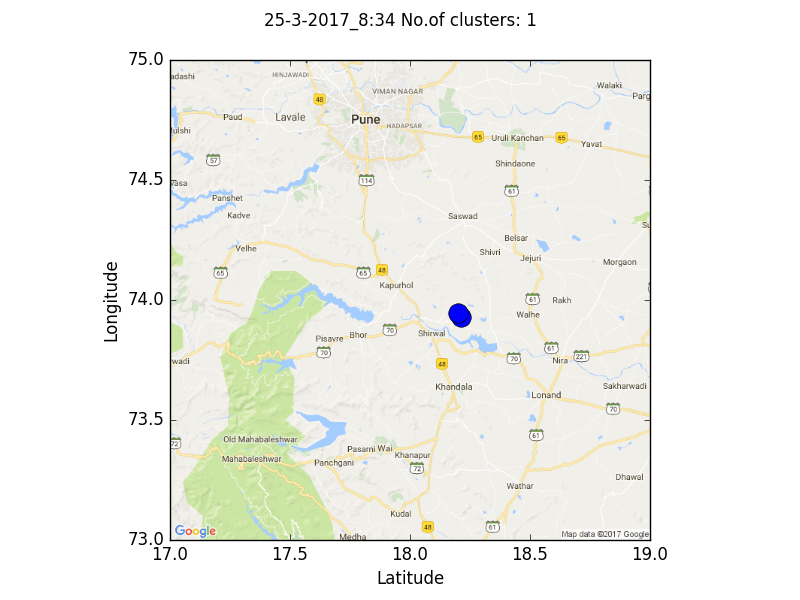 25-3-2017_8:34 No.of clusters: 1
75.0
74.5
74.0
73.5
73.0
Longitude
17.0 17.5 18.0 18.5 19.0
Latitude
adashi
HINJAWADI
VIMAN NAGAR
Walaki
48
Parg
Paud
Lavale
Pune
HADAPSAR
Mulshi
65
Uruli Kanchan
65
Yavat
57
Shindaone
114
Vasa
61
Panshet
Kadve
Saswad
Su
Velhe
Belsar
Shivri
Jejuri
Morgaon
65
65
48
Kapurhol
61
Rakh
Walhe
Pisavre
Bhor
70
Shirwal
70
61
221
wadi
70
Nira
48
Khandala
Sakharwadi
Lonand
70
72
Old Mahabaleshwar
61
Pasarni
Wai
Khanapur
Mahabaleshwar
Panchgani
72
Dhawal
Wathar
Kudal
48
61
Google
Medha
Map data ©2017 Google